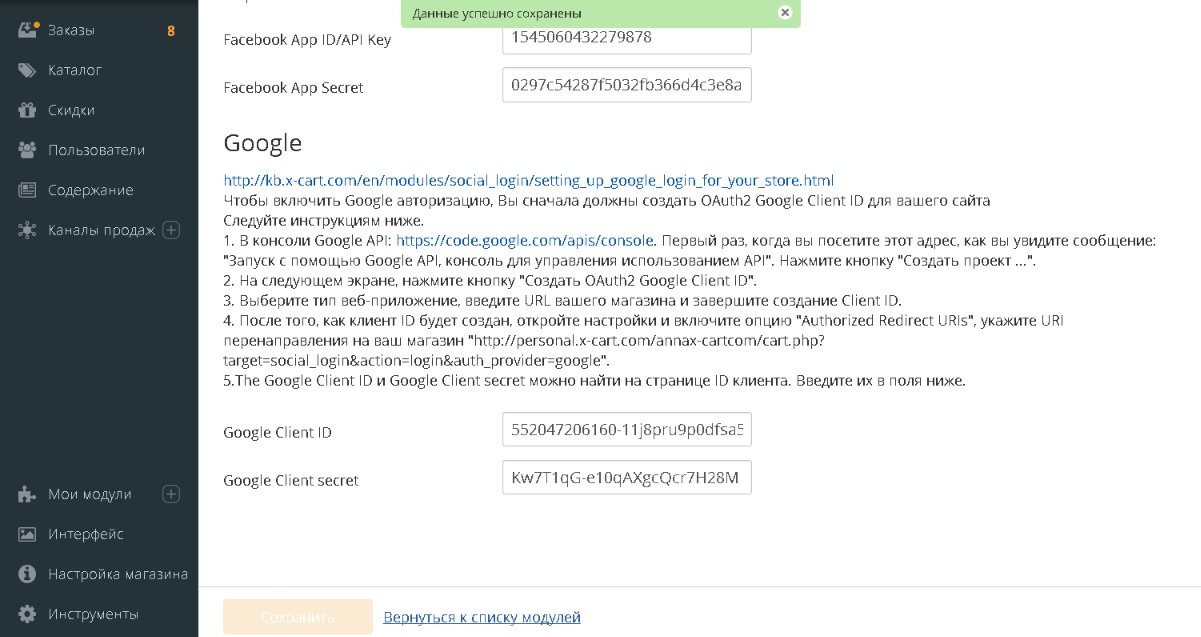 Данные успешно сохранены
Заказы 8
Каталог
Скидки
Пользователи
Содержание
Каналы продаж
Мои модули
Интерфейс
Настройка магазина
Инструменты
Facebook App ID/API Key 1545060432279878
Facebook App Secret 0297c54287f5032fb366d4c3e8a
Google
http://kb.x-cart.com/en/modules/social_login/setting_up_google_login_for_your_store.html
Чтобы включить Google авторизацию, Вы сначала должны создать OAuth2 Google Client ID для вашего сайта
Следуйте инструкциям ниже.
1. В консоли Google API: https://code.google.com/apis/console. Первый раз, когда вы посетите этот адрес, как вы увидите сообщение:
"Запуск с помощью Google API, консоль для управления использованием API". Нажмите кнопку "Создать проект ...".
2. На следующем экране, нажмите кнопку "Создать OAuth2 Google Client ID".
3. Выберите тип веб-приложение, введите URL вашего магазина и завершите создание Client ID.
4. После того, как клиент ID будет создан, откройте настройки и включите опцию "Authorized Redirect URIs", укажите URI
перенаправления на ваш магазин "http://personal.x-cart.com/annax-cartcom/cart.php?
target=social_login&action=login&auth_provider=google".
5.The Google Client ID и Google Client secret можно найти на странице ID клиента. Введите их в поля ниже.
Google Client ID 552047206160-11j8pru9p0dfsa5
Google Client secret Kw7T1qG-e10qAXgcQcr7H28M
Сохранить Вернуться к списку модулей